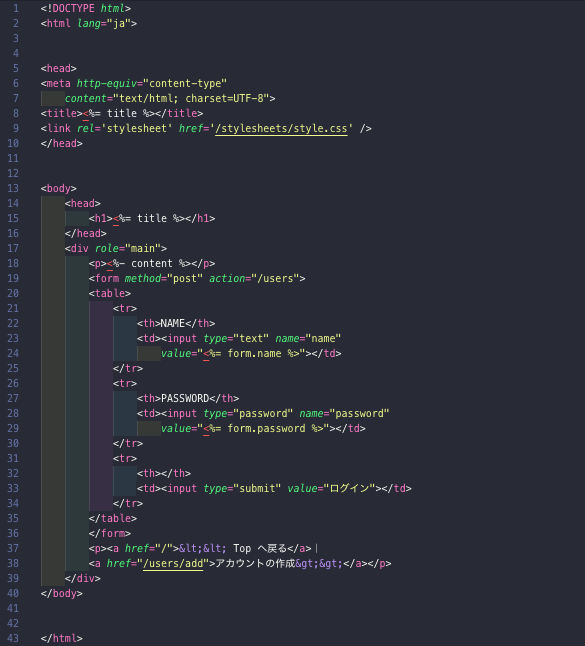 1 <!DOCTYPE html>
2 <html lang="ja">
3
4
5 <head>
6 <meta http-equiv="content-type"
7     content="text/html; charset=UTF-8">
8 <title><%= title %></title>
9 <link rel='stylesheet' href='/stylesheets/style.css' />
10 </head>
11
12
13 <body>
14     <head>
15         <h1><%= title %></h1>
16     </head>
17     <div role="main">
18         <p><%- content %></p>
19         <form method="post" action="/users">
20         <table>
21             <tr>
22                 <th>NAME</th>
23                 <td><input type="text" name="name"
24                     value="<%= form.name %>"></td>
25             </tr>
26             <tr>
27                 <th>PASSWORD</th>
28                 <td><input type="password" name="password"
29                     value="<%= form.password %>"></td>
30             </tr>
31             <tr>
32                 <th></th>
33                 <td><input type="submit" value="ログイン"></td>
34             </tr>
35         </table>
36         </form>
37         <p><a href="/">&lt;&lt; Top へ戻る</a>|
38         <a href="/users/add">アカウントの作成&gt;&gt;</a></p>
39     </div>
40 </body>
41
42
43 </html>